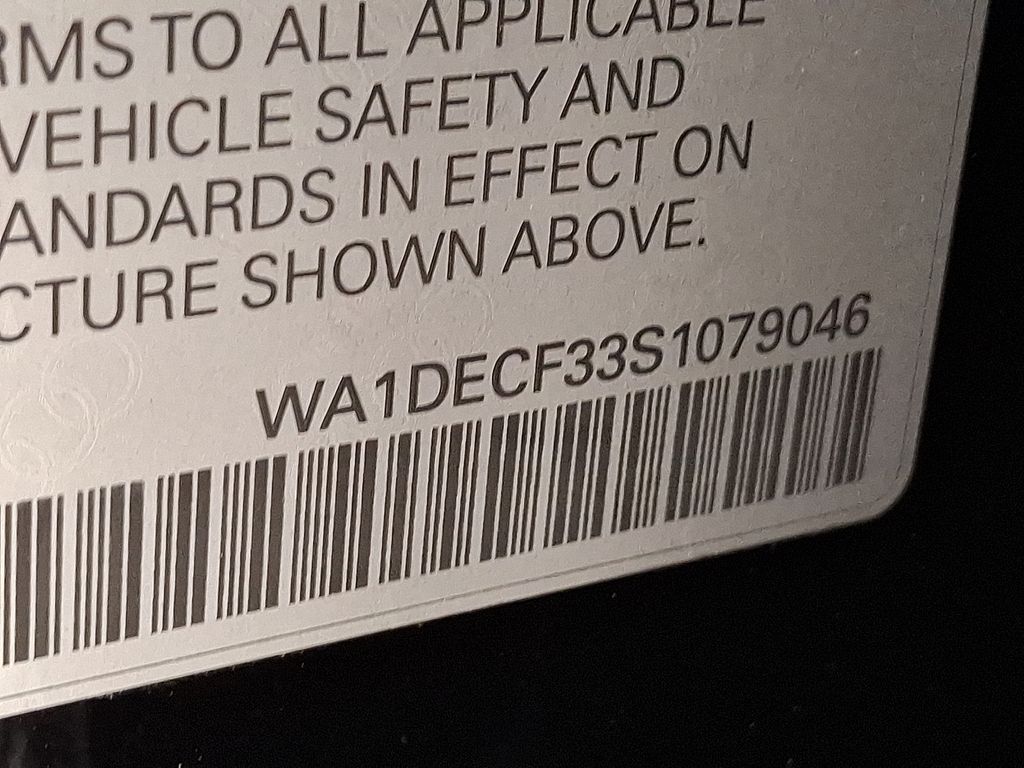 RMS TO ALL APPLICABLE
VEHICLE SAFETY AND
ANDARDS IN EFFECT ON
CTURE SHOWN ABOVE.
WA1DECF33S1079046